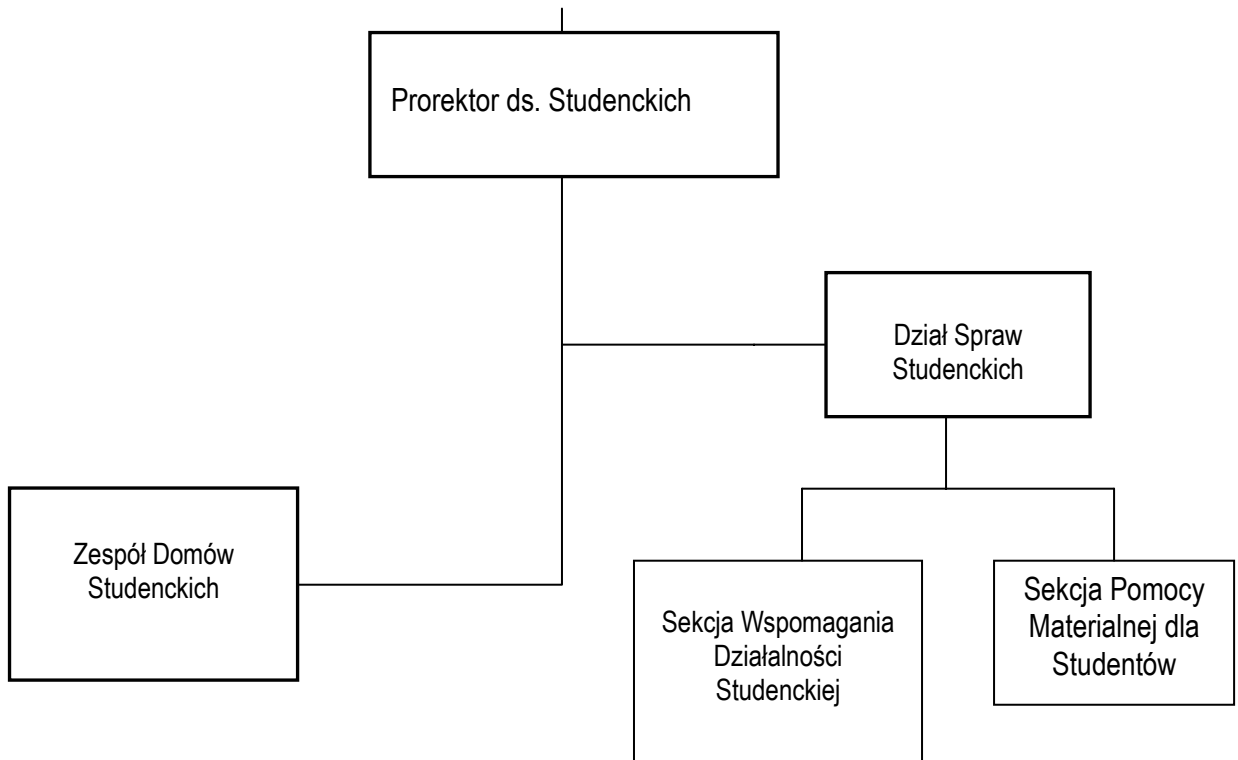 Prorektor ds. Studenckich
Dział Spraw
Studenckich
Zespół Domów
Studenckich
Sekcja Wspomagania
Działalności
Studenckiej
Sekcja Pomocy
Materialnej dla
Studentów